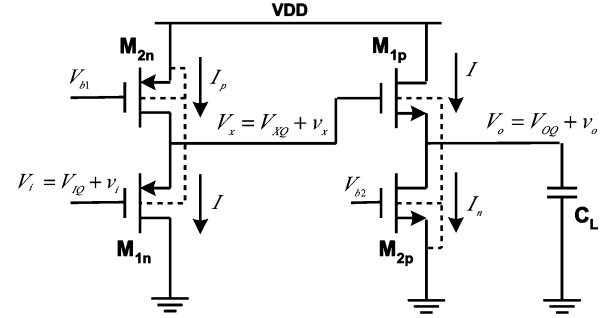 VDD
M2n
M1p
Vb1
Ip
I
Vx = VXQ + vx
Vo = VOQ + vo
Vi = VIQ + vi
I
Vb2
In
CL
M1n
M2p